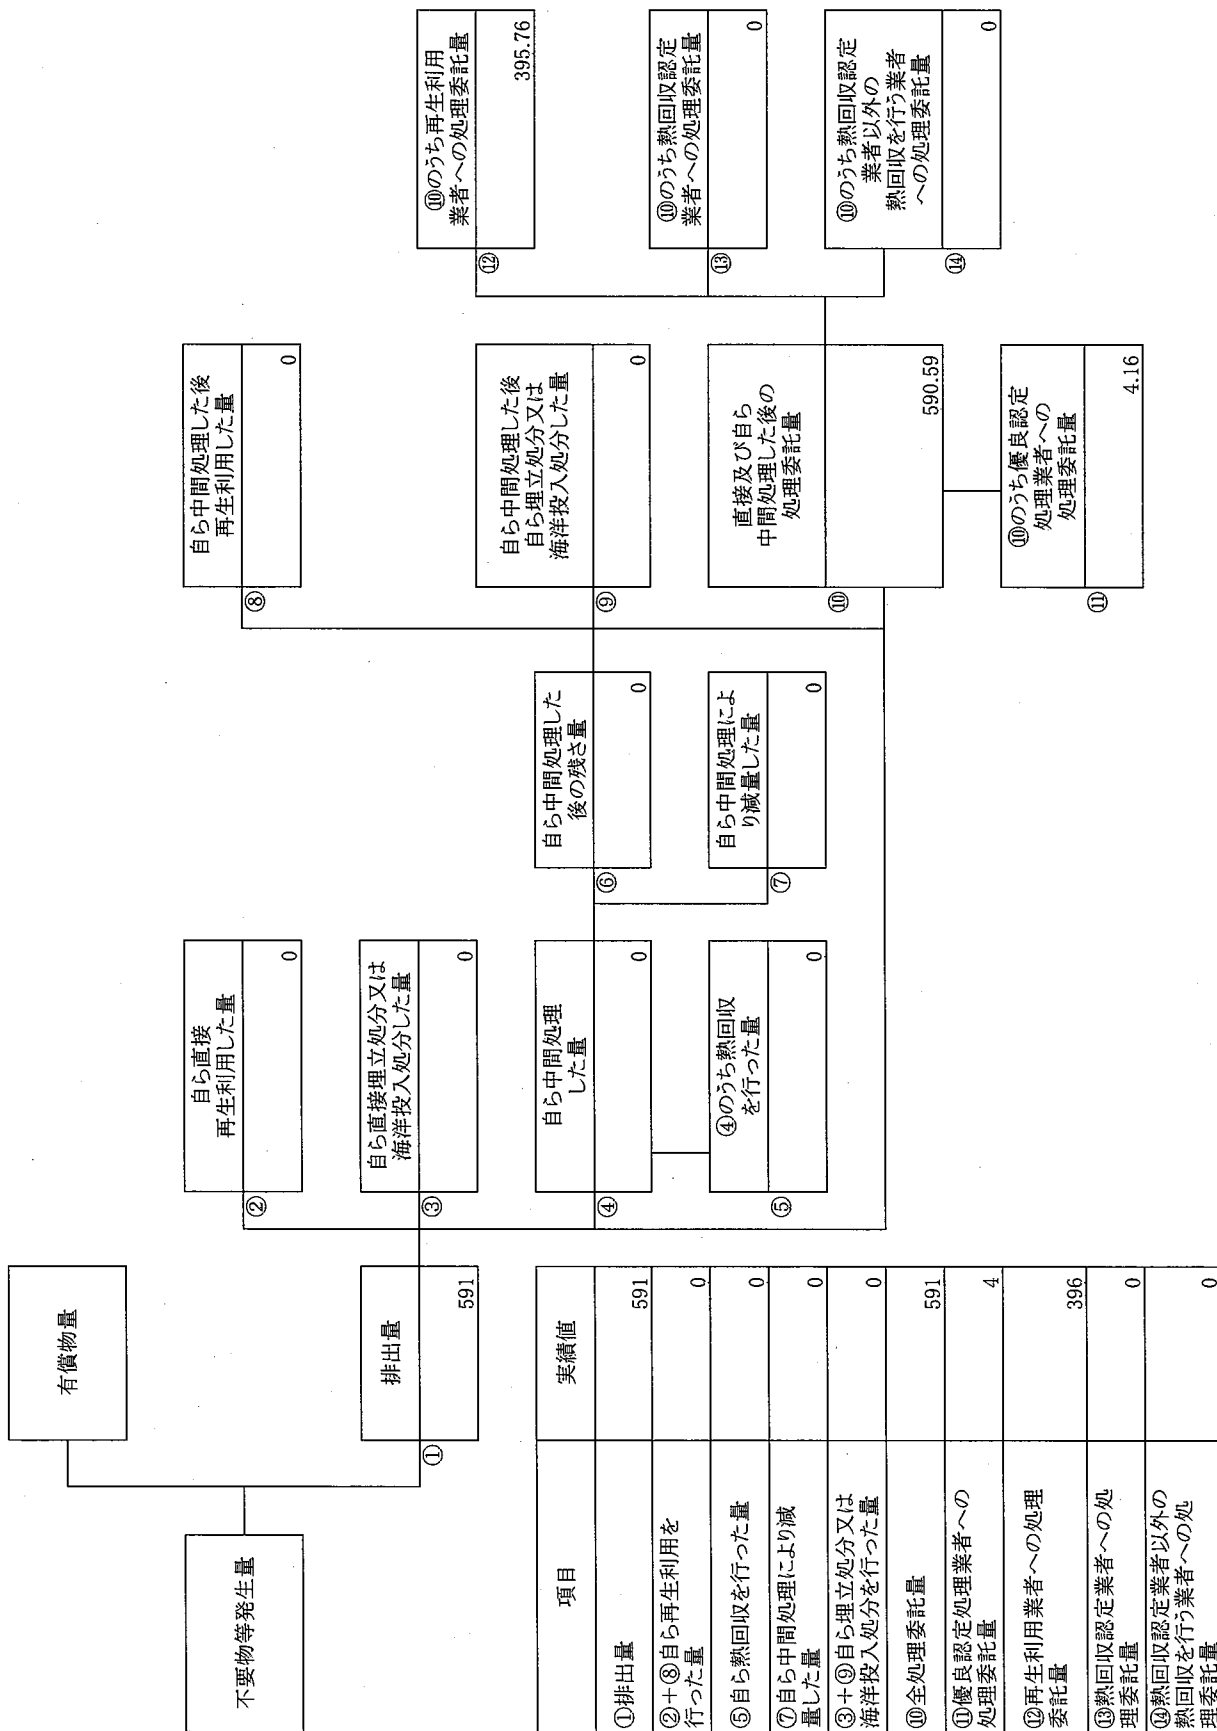 不要物等発生量
有償物量
①
排出量
591
②
自ら直接
再生利用した量
0
③
自ら直接埋立処分又は
海洋投入処分した量
0
④
自ら中間処理
した量
0
⑤
④のうち熱回収
を行った量
0
⑥
自ら中間処理した
後の残さ量
0
⑦
自ら中間処理によ
り減量した量
0
⑧
自ら中間処理した後
再生利用した量
0
⑨
自ら中間処理した後
自ら埋立処分又は
海洋投入処分した量
0
⑩
直接及び自ら
中間処理した後の
処理委託量
590.59
⑪
⑩のうち優良認定
処理業者への
処理委託量
4.16
⑫
⑩のうち再生利用
業者への処理委託量
395.76
⑬
⑩のうち熱回収認定
業者への処理委託量
0
⑭
⑩のうち熱回収認定
業者以外の
熱回収を行う業者
への処理委託量
0
項目
実績値
①排出量
591
②+⑧自ら再生利用を
行った量
0
⑤自ら熱回収を行った量
0
⑦自ら中間処理により減
量した量
0
③+⑨自ら埋立処分又は
海洋投入処分を行った量
0
⑩全処理委託量
591
⑪優良認定処理業者への
処理委託量
4
⑫再生利用業者への処理
委託量
396
⑬熱回収認定業者への処
理委託量
0
⑭熱回収認定業者以外の
熱回収を行う業者への処
理委託量
0